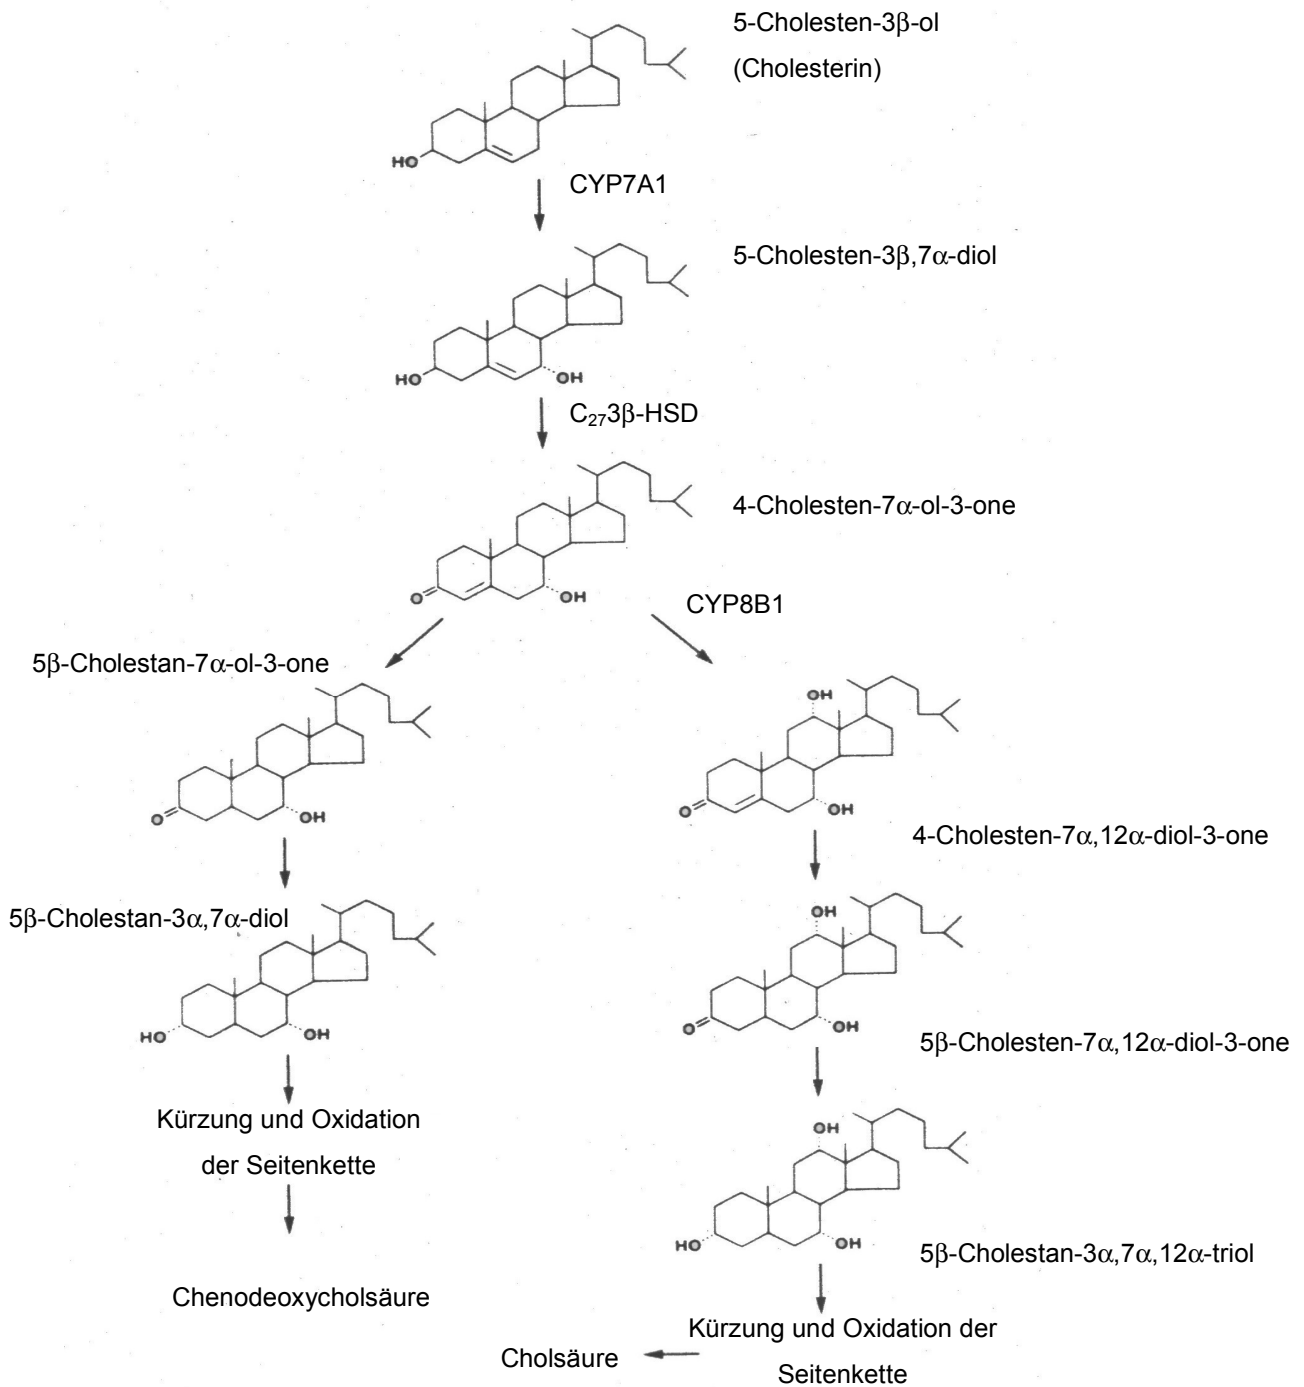 5-Cholesten-3β-ol
(Cholesterin)
HO
CYP7A1
5-Cholesten-3β,7α-diol
HO
OH
C₂₇3β-HSD
4-Cholesten-7α-ol-3-one
O
OH
CYP8B1
5β-Cholestan-7α-ol-3-one
OH
O
OH
O
OH
4-Cholesten-7α,12α-diol-3-one
5β-Cholestan-3α,7α-diol
OH
HO
OH
O
OH
5β-Cholesten-7α,12α-diol-3-one
Kürzung und Oxidation
der Seitenkette
OH
HO
OH
5β-Cholestan-3α,7α,12α-triol
Chenodeoxycholsäure
Kürzung und Oxidation der
Seitenkette
Cholsäure